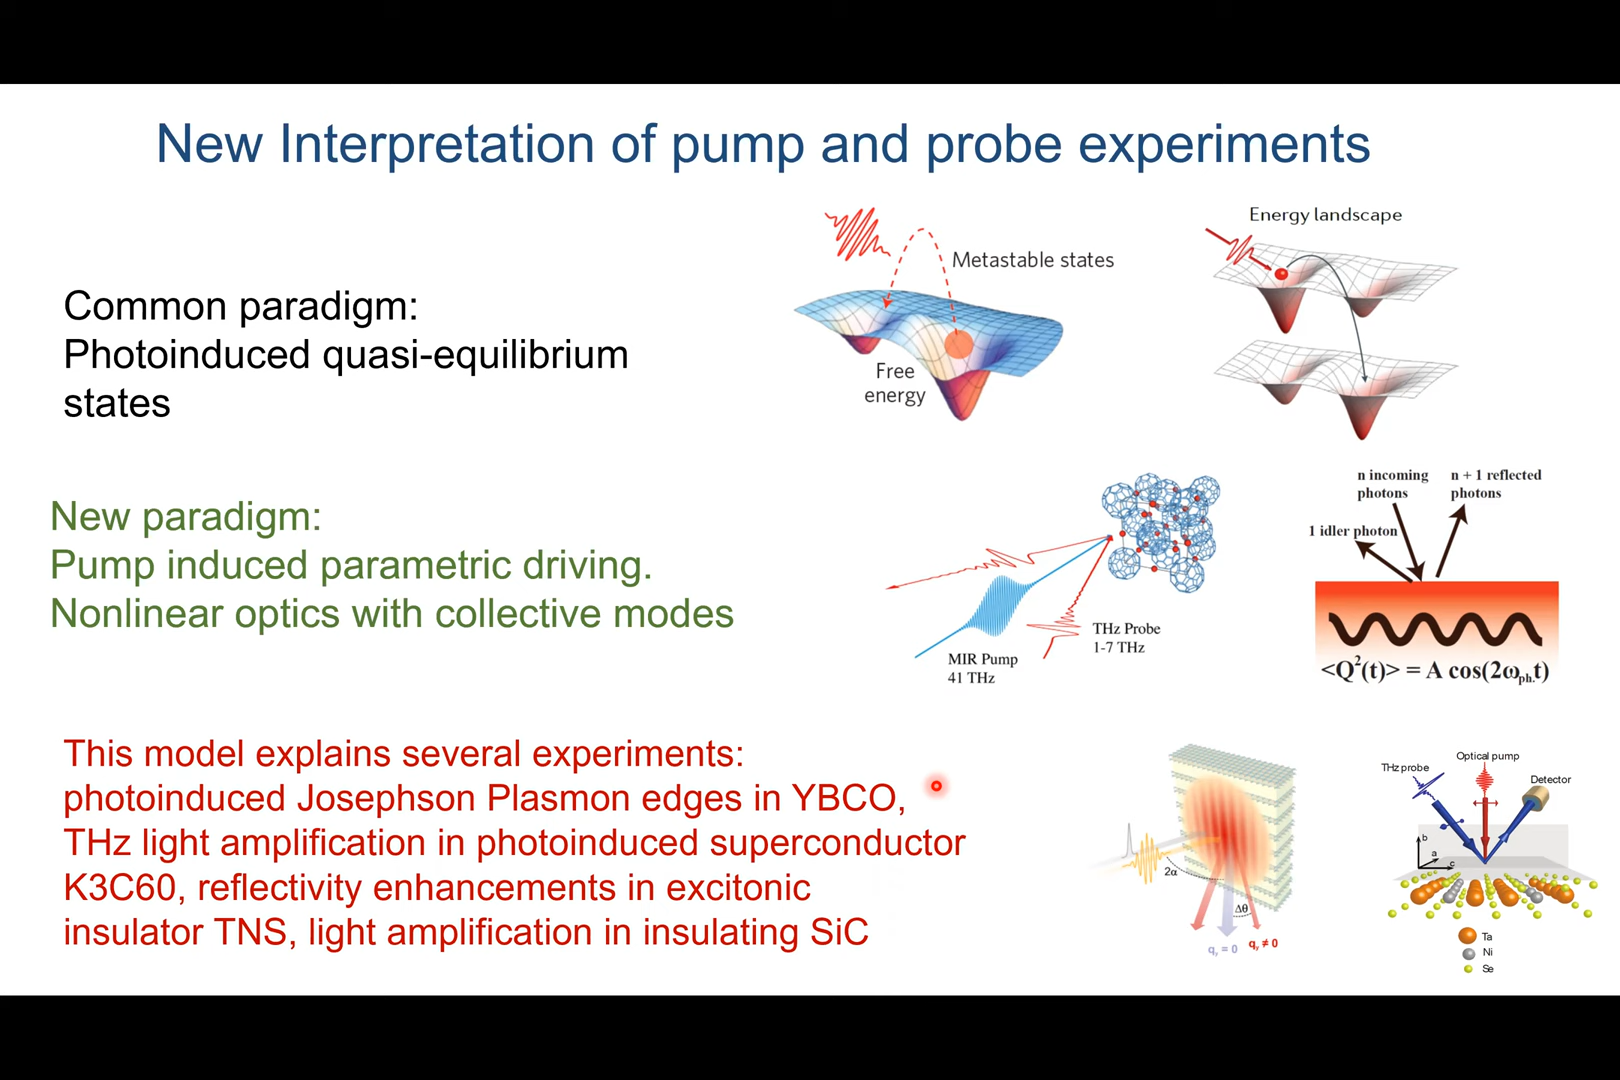 New Interpretation of pump and probe experiments
Common paradigm:
Photoinduced quasi-equilibrium
states
Metastable states
Free
energy
Energy landscape
New paradigm:
Pump induced parametric driving.
Nonlinear optics with collective modes
MIR Pump
41 THz
THz Probe
1-7 THz
n incoming
photons
n + 1 reflected
photons
1 idler photon
<Q²(t)> = A cos(2ωph.t)
This model explains several experiments:
photoinduced Josephson Plasmon edges in YBCO,
THz light amplification in photoinduced superconductor
K3C60, reflectivity enhancements in excitonic
insulator TNS, light amplification in insulating SiC
2α
Δθ
qᵧ = 0
qᵧ ≠ 0
THz probe
Optical pump
Detector
b
a
c
Ta
Ni
Se